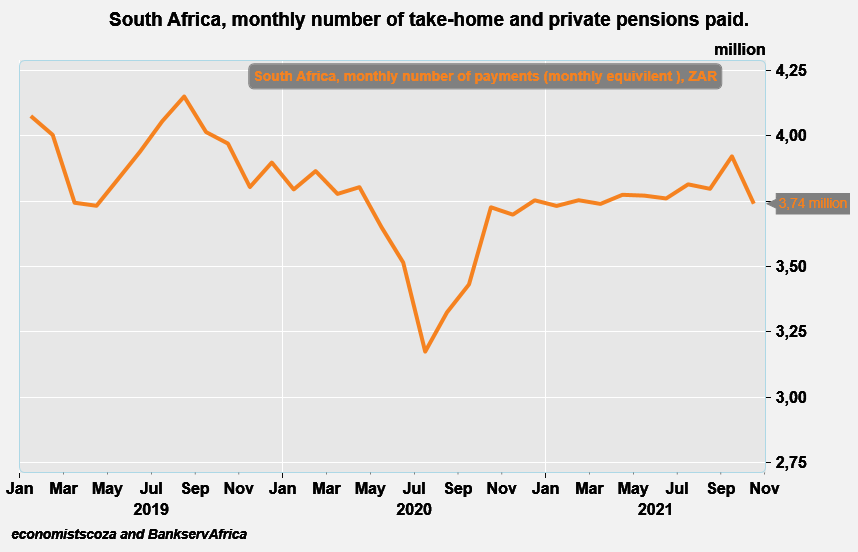 South Africa, monthly number of take-home and private pensions paid.
million
South Africa, monthly number of payments (monthly equivilent ), ZAR
4,25
4,00
3,74 million
3,50
3,25
3,00
2,75
Jan Mar May Jul Sep Nov Jan Mar May Jul Sep Nov Jan Mar May Jul Sep Nov
2019 2020 2021
economistscoza and BankservAfrica